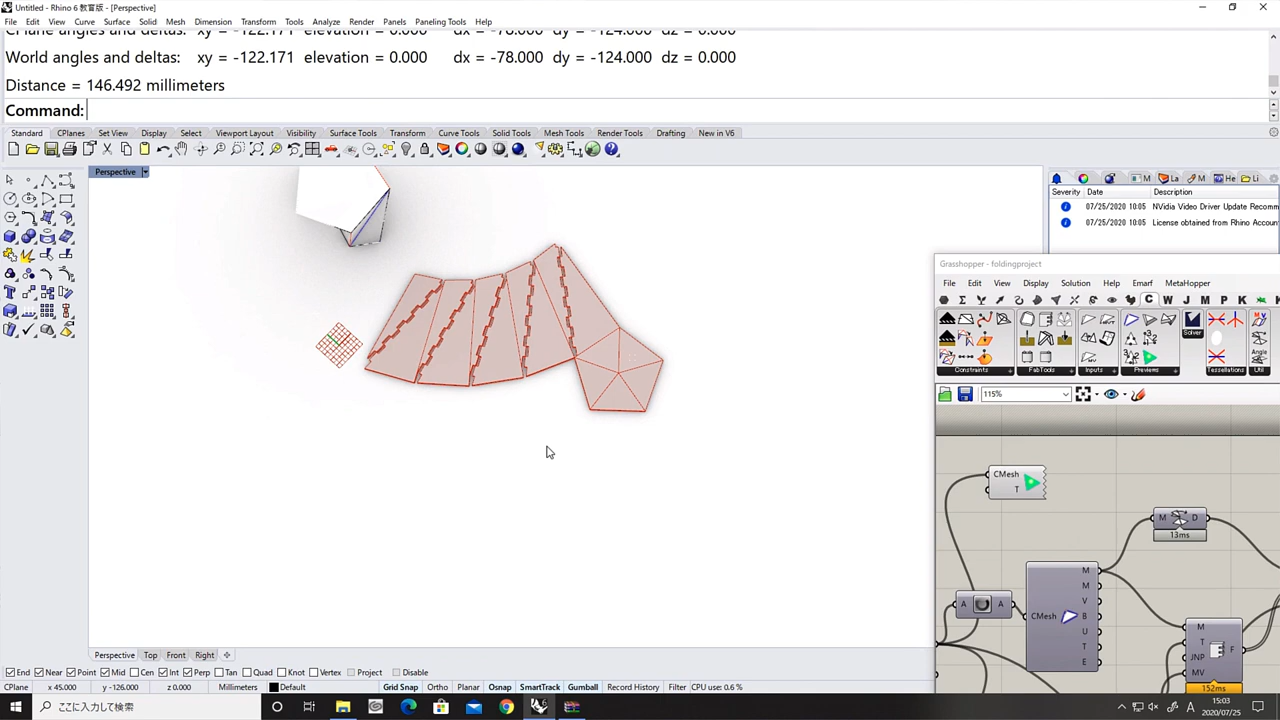 Untitled - Rhino 6 教育版 - [Perspective]
File Edit View Curve Surface Solid Mesh Dimension Transform Tools Analyze Render Panels Paneling Tools Help
World angles and deltas: xy = -122.171 elevation = 0.000 dx = -78.000 dy = -124.000 dz = 0.000
Distance = 146.492 millimeters
Command:
Standard CPlanes Set View Display Select Viewport Layout Visibility Surface Tools Transform Curve Tools Solid Tools Mesh Tools Render Tools Drafting New in V6
Perspective
M La M He Li
Severity Date Description
07/25/2020 10:05 NVidia Video Driver Update Recomm
07/25/2020 10:05 License obtained from Rhino Accoun
Grasshopper - foldingproject
File Edit View Display Solution Help Emarf MetaHopper
C W J M P K
Solver
Constraints FabTools Inputs Previews Tessellations Util
115%
CMesh
T
M D
13ms
A A
CMesh
M
M
V
B
U
T
E
M
T
JNP
MV
F
152ms
Perspective Top Front Right
End Near Point Mid Cen Int Perp Tan Quad Knot Vertex Project Disable
CPlane x 45.000 y -126.000 z 0.000 Millimeters Default Grid Snap Ortho Planar Osnap SmartTrack Gumball Record History Filter CPU use: 0.6 %
ここに入力して検索
A
15:03
2020/07/25